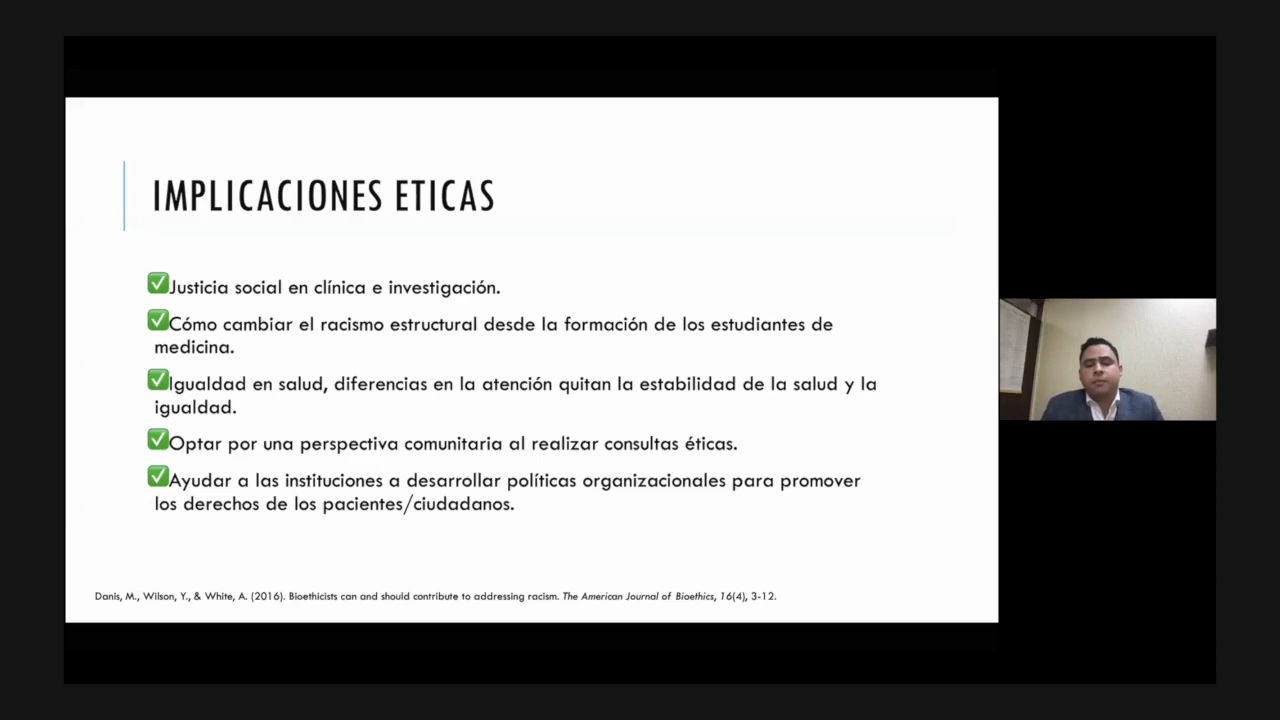 IMPLICACIONES ETICAS
✅Justicia social en clínica e investigación.
✅Cómo cambiar el racismo estructural desde la formación de los estudiantes de
medicina.
✅Igualdad en salud, diferencias en la atención quitan la estabilidad de la salud y la
igualdad.
✅Optar por una perspectiva comunitaria al realizar consultas éticas.
✅Ayudar a las instituciones a desarrollar políticas organizacionales para promover
los derechos de los pacientes/ciudadanos.
Danis, M., Wilson, Y., & White, A. (2016). Bioethicists can and should contribute to addressing racism. The American Journal of Bioethics, 16(4), 3-12.